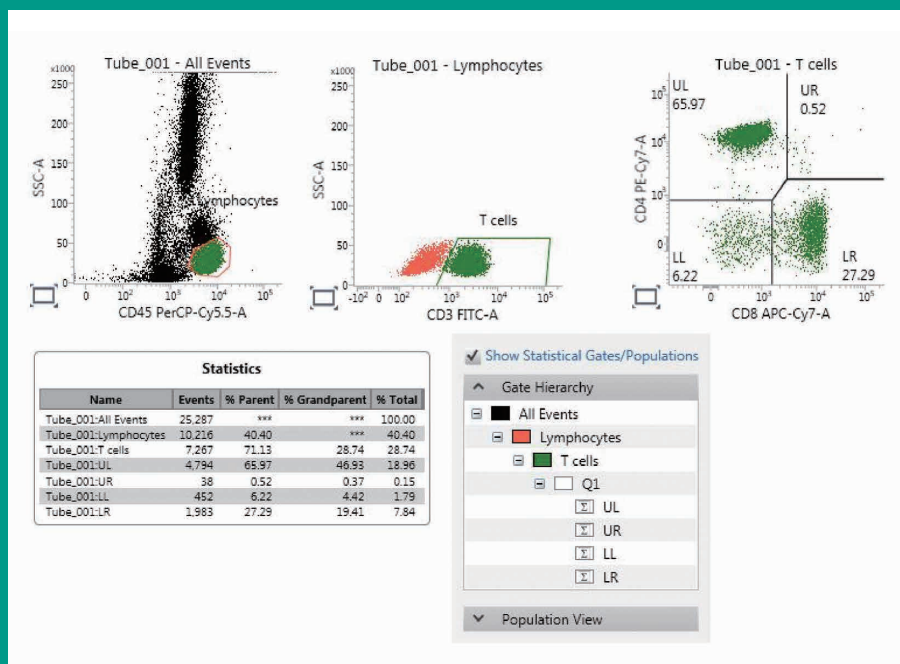 Tube_001 - All Events
x1000
250
200
150
100
50
0
SSC-A
Lymphocytes
0 10² 10³ 10⁴ 10⁵
CD45 PerCP-Cy5.5-A
Tube_001 - Lymphocytes
x1000
250
200
150
100
50
0
SSC-A
T cells
-10² 0 10² 10³ 10⁴ 10⁵
CD3 FITC-A
Tube_001 - T cells
UL
65.97
UR
0.52
10⁵
10⁴
10³
0
CD4 PE-Cy7-A
LL
6.22
LR
27.29
0 10³ 10⁴ 10⁵
CD8 APC-Cy7-A
Statistics
Name Events % Parent % Grandparent % Total
Tube_001:All Events 25,287 *** *** 100.00
Tube_001:Lymphocytes 10,216 40.40 *** 40.40
Tube_001:T cells 7,267 71.13 28.74 28.74
Tube_001:UL 4,794 65.97 46.93 18.96
Tube_001:UR 38 0.52 0.37 0.15
Tube_001:LL 452 6.22 4.42 1.79
Tube_001:LR 1,983 27.29 19.41 7.84
Show Statistical Gates/Populations
Gate Hierarchy
All Events
Lymphocytes
T cells
Q1
Σ UL
Σ UR
Σ LL
Σ LR
Population View